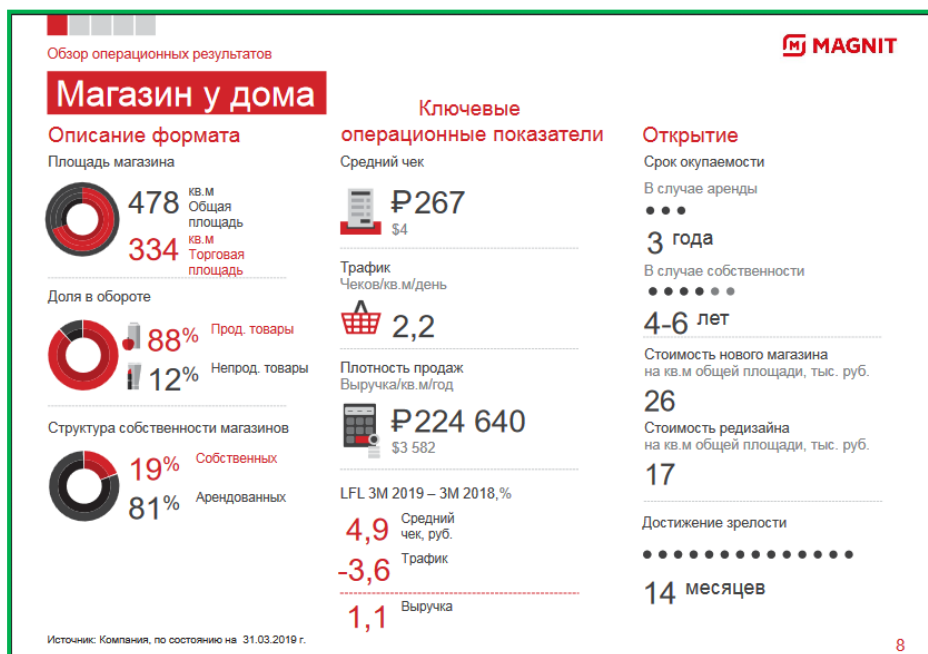 Обзор операционных результатов
MAGNIT
Магазин у дома
Описание формата
Площадь магазина
478 кв.м
Общая
площадь
334 кв.м
Торговая
площадь
Доля в обороте
88% Прод. товары
12% Непрод. товары
Структура собственности магазинов
19% Собственных
81% Арендованных
Ключевые
операционные показатели
Средний чек
₽267
$4
Трафик
Чеков/кв.м/день
2,2
Плотность продаж
Выручка/кв.м/год
₽224 640
$3 582
LFL 3М 2019 – 3М 2018,%
4,9 Средний
чек, руб.
-3,6 Трафик
1,1 Выручка
Открытие
Срок окупаемости
В случае аренды
3 года
В случае собственности
4-6 лет
Стоимость нового магазина
на кв.м общей площади, тыс. руб.
26
Стоимость редизайна
на кв.м общей площади, тыс. руб.
17
Достижение зрелости
14 месяцев
Источник: Компания, по состоянию на 31.03.2019 г.
8